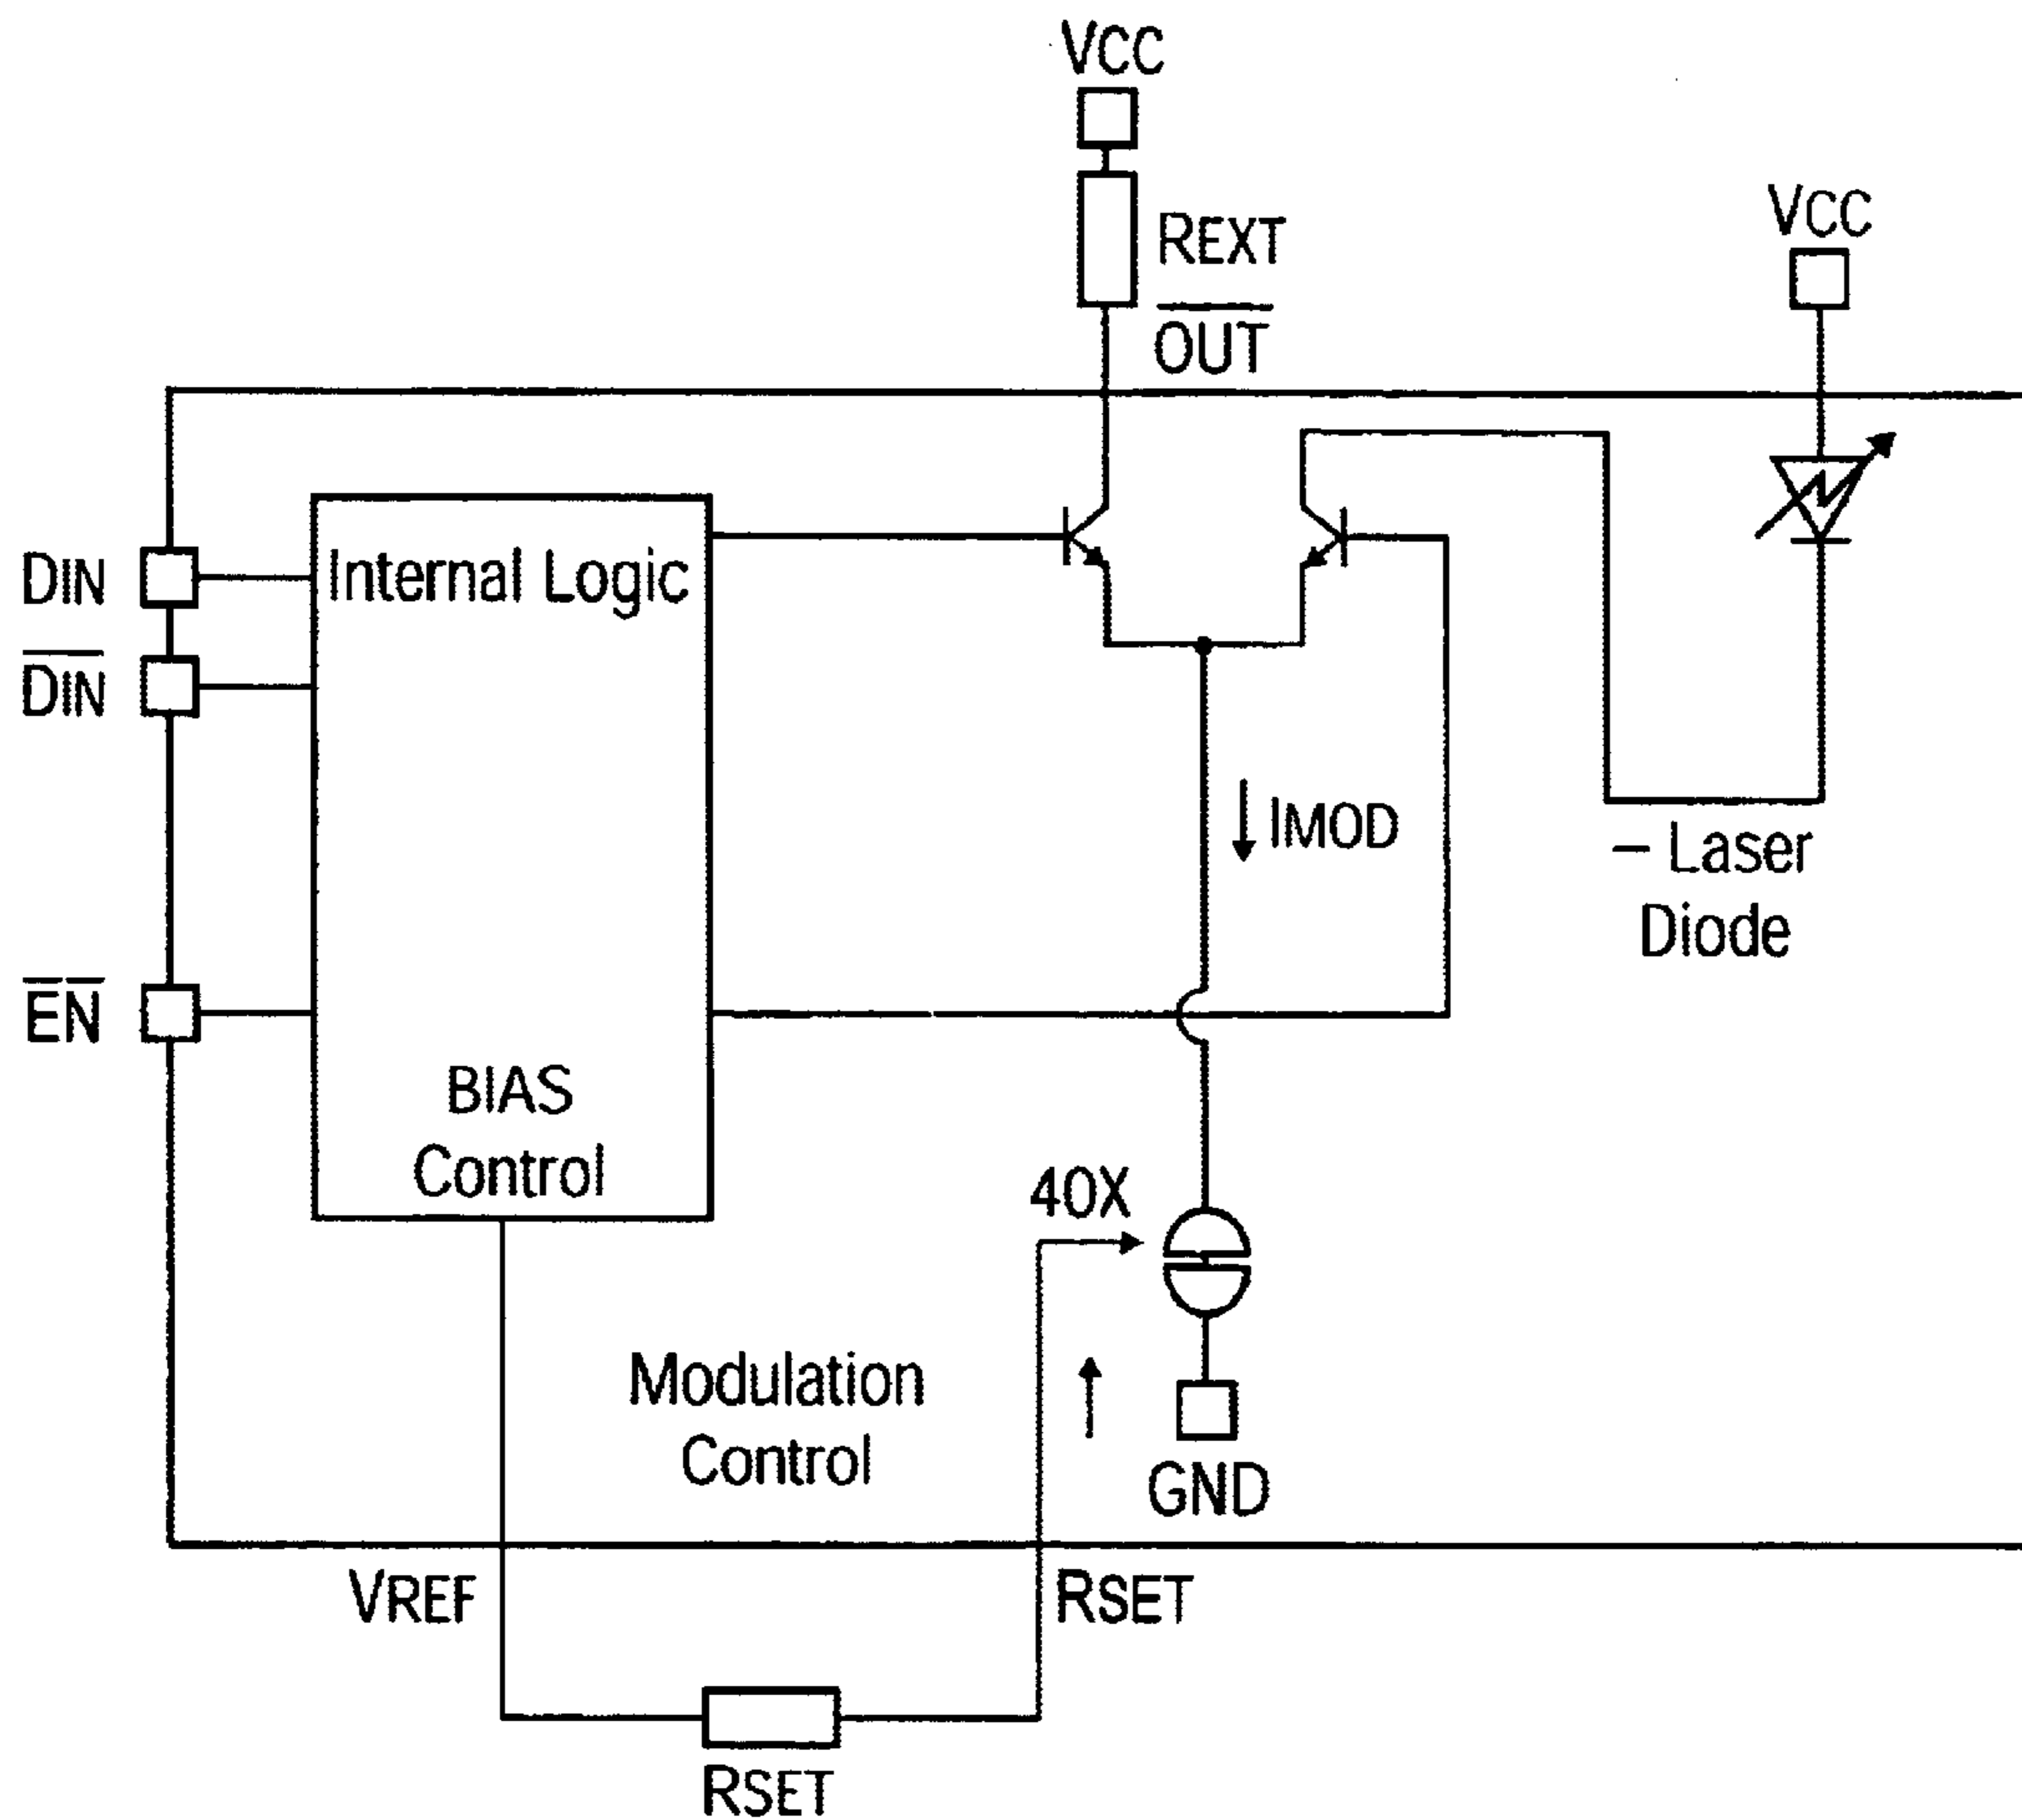 VCC
REXT
VCC
OUT
DIN
Internal Logic
DIN
IMOD
– Laser
Diode
EN
BIAS
Control
40X
Modulation
Control
GND
VREF
RSET
RSET